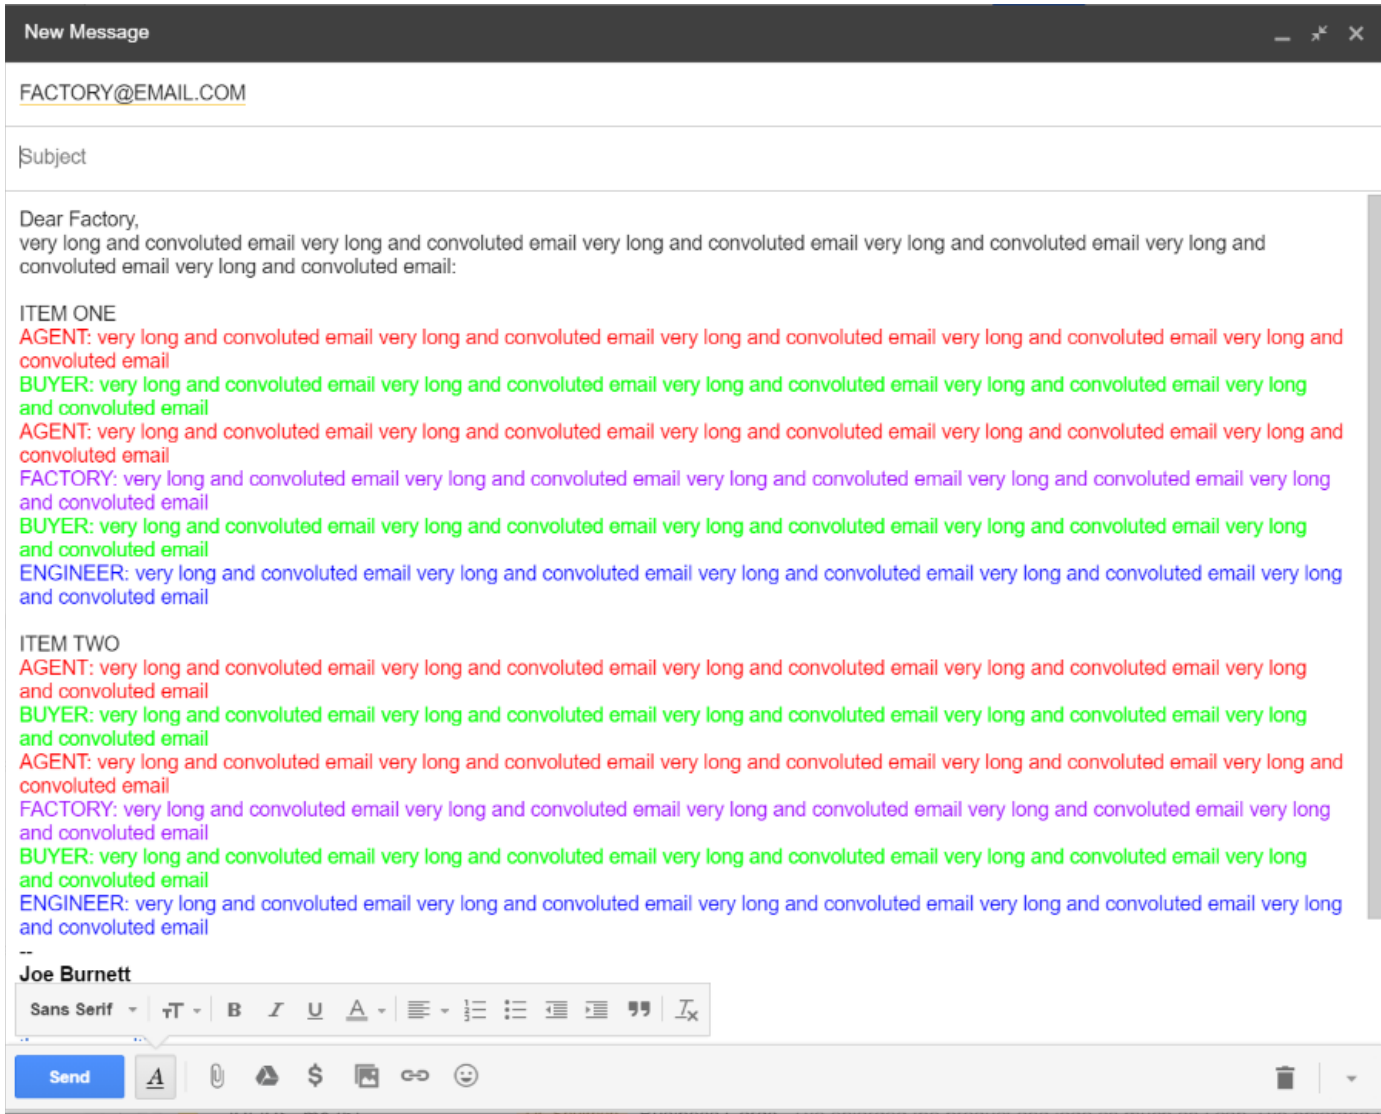 New Message
FACTORY@EMAIL.COM
Subject
Dear Factory,
very long and convoluted email very long and convoluted email very long and convoluted email very long and convoluted email very long and
convoluted email very long and convoluted email:
ITEM ONE
AGENT: very long and convoluted email very long and convoluted email very long and convoluted email very long and convoluted email very long and
convoluted email
BUYER: very long and convoluted email very long and convoluted email very long and convoluted email very long and convoluted email very long
and convoluted email
AGENT: very long and convoluted email very long and convoluted email very long and convoluted email very long and convoluted email very long and
convoluted email
FACTORY: very long and convoluted email very long and convoluted email very long and convoluted email very long and convoluted email very long
and convoluted email
BUYER: very long and convoluted email very long and convoluted email very long and convoluted email very long and convoluted email very long
and convoluted email
ENGINEER: very long and convoluted email very long and convoluted email very long and convoluted email very long and convoluted email very long
and convoluted email
ITEM TWO
AGENT: very long and convoluted email very long and convoluted email very long and convoluted email very long and convoluted email very long
and convoluted email
BUYER: very long and convoluted email very long and convoluted email very long and convoluted email very long and convoluted email very long
and convoluted email
AGENT: very long and convoluted email very long and convoluted email very long and convoluted email very long and convoluted email very long and
convoluted email
FACTORY: very long and convoluted email very long and convoluted email very long and convoluted email very long and convoluted email very long
and convoluted email
BUYER: very long and convoluted email very long and convoluted email very long and convoluted email very long and convoluted email very long
and convoluted email
ENGINEER: very long and convoluted email very long and convoluted email very long and convoluted email very long and convoluted email very long
and convoluted email
--
Joe Burnett
Sans Serif
Send